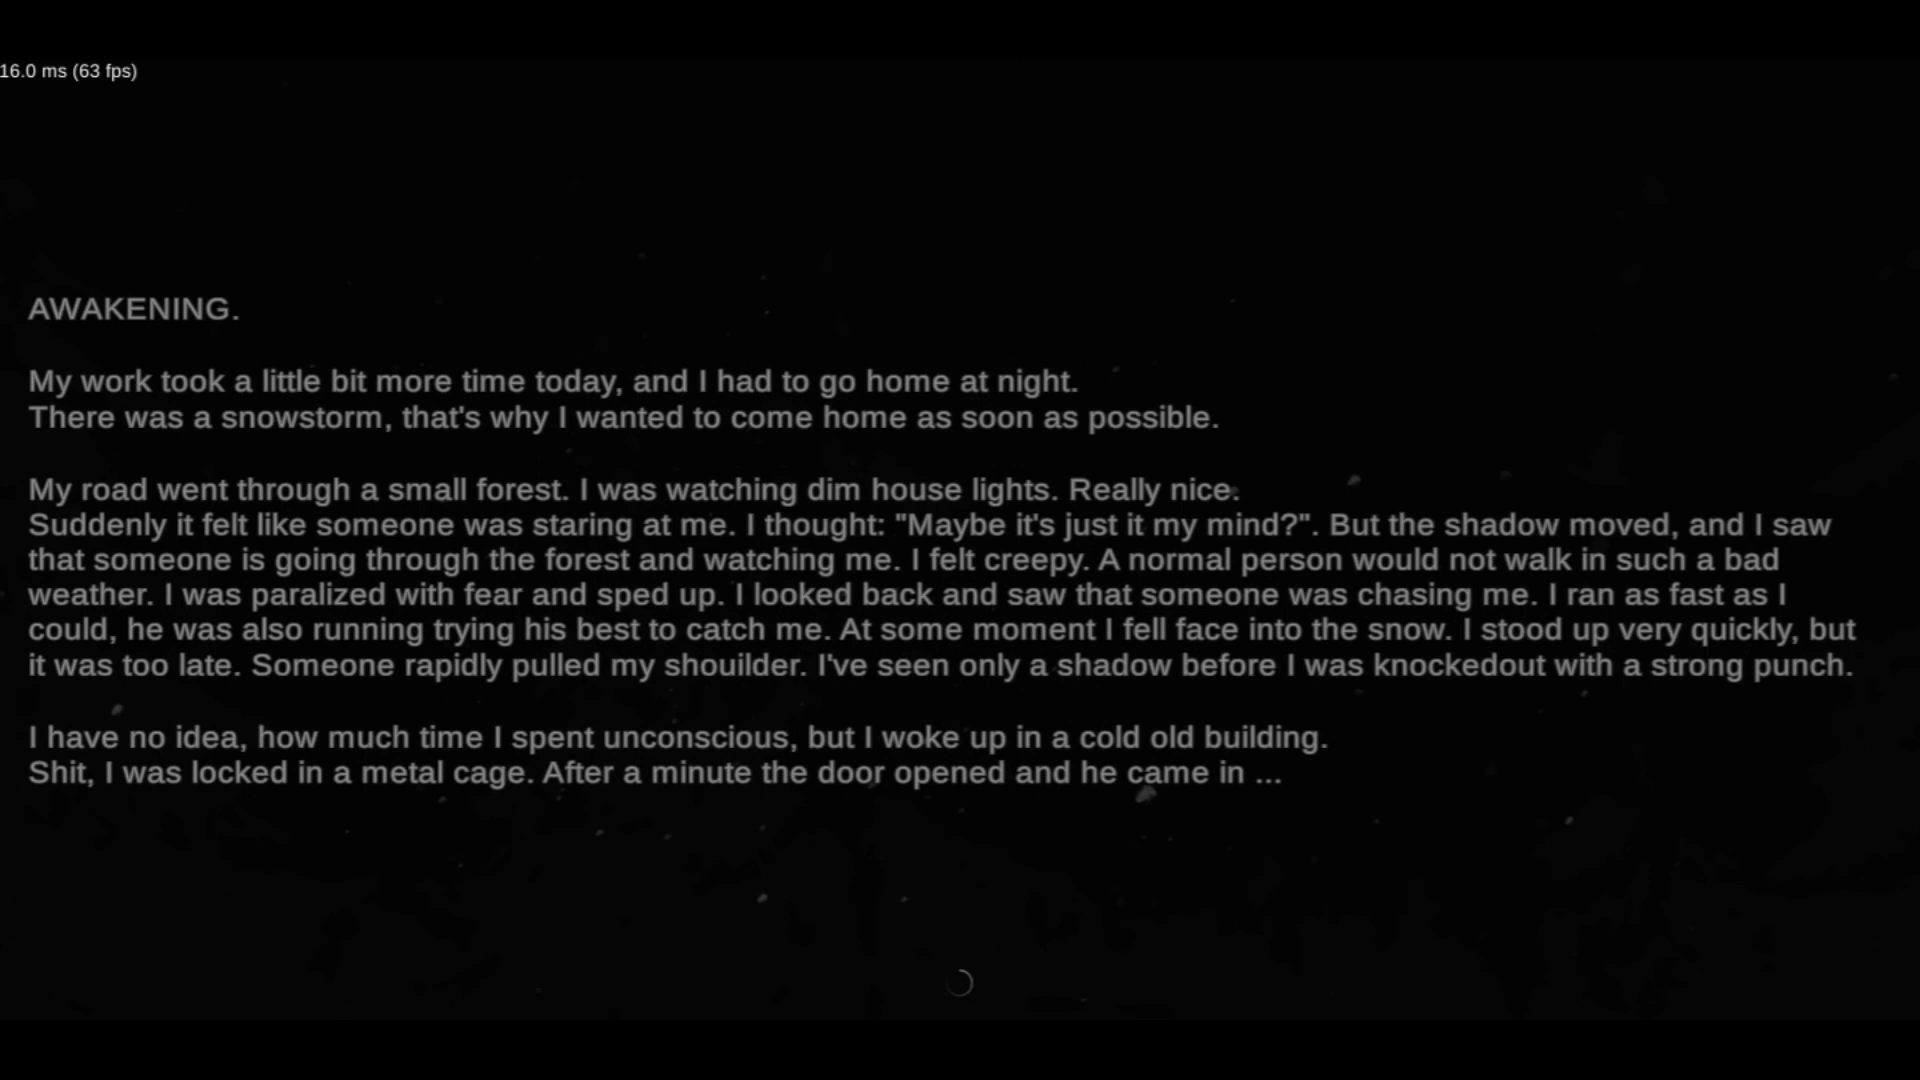 16.0 ms (63 fps)
AWAKENING.
My work took a little bit more time today, and I had to go home at night.
There was a snowstorm, that's why I wanted to come home as soon as possible.
My road went through a small forest. I was watching dim house lights. Really nice.
Suddenly it felt like someone was staring at me. I thought: "Maybe it's just it my mind?". But the shadow moved, and I saw
that someone is going through the forest and watching me. I felt creepy. A normal person would not walk in such a bad
weather. I was paralized with fear and sped up. I looked back and saw that someone was chasing me. I ran as fast as I
could, he was also running trying his best to catch me. At some moment I fell face into the snow. I stood up very quickly, but
it was too late. Someone rapidly pulled my shouilder. I've seen only a shadow before I was knockedout with a strong punch.
I have no idea, how much time I spent unconscious, but I woke up in a cold old building.
Shit, I was locked in a metal cage. After a minute the door opened and he came in ...